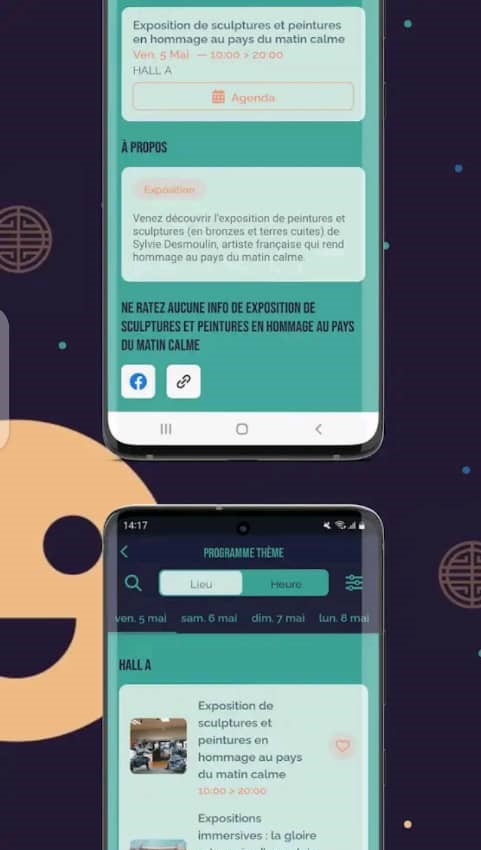 Exposition de sculptures et peintures
en hommage au pays du matin calme
Ven. 5 Mai — 10:00 > 20:00
HALL A
Agenda
À PROPOS
Exposition
Venez découvrir l'exposition de peintures et
sculptures (en bronzes et terres cuites) de
Sylvie Desmoulin, artiste française qui rend
hommage au pays du matin calme.
NE RATEZ AUCUNE INFO DE EXPOSITION DE
SCULPTURES ET PEINTURES EN HOMMAGE AU PAYS
DU MATIN CALME
14:17
PROGRAMME THÈME
Lieu Heure
ven. 5 mai sam. 6 mai dim. 7 mai lun. 8 mai
HALL A
Exposition de
sculptures et
peintures en
hommage au pays
du matin calme
10:00 > 20:00
Expositions
immersives : la gloire